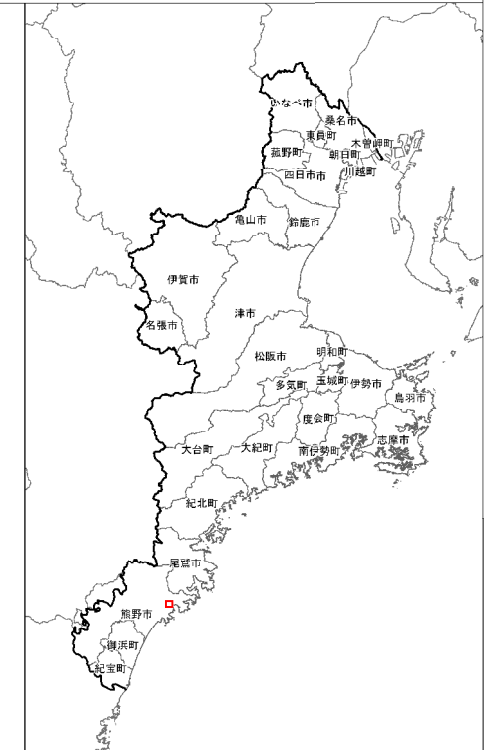 いなべ市
桑名市
東員町
木曽岬町
菰野町
朝日町
川越町
四日市市
亀山市
鈴鹿市
伊賀市
津市
名張市
松阪市
明和町
多気町
玉城町
伊勢市
鳥羽市
度会町
志摩市
大台町
大紀町
南伊勢町
紀北町
尾鷲市
熊野市
御浜町
紀宝町